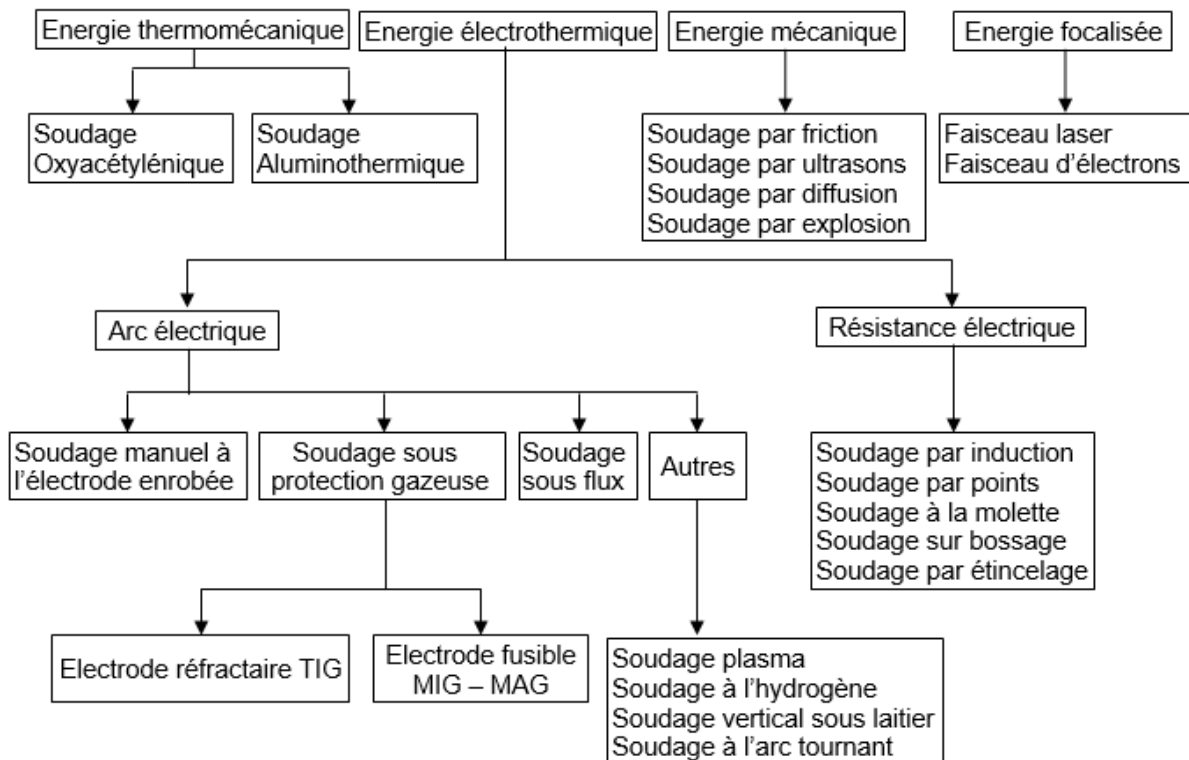 Energie thermomécanique
Energie électrothermique
Energie mécanique
Energie focalisée
Soudage
Oxyacétylénique
Soudage
Aluminothermique
Soudage par friction
Soudage par ultrasons
Soudage par diffusion
Soudage par explosion
Faisceau laser
Faisceau d'électrons
Arc électrique
Résistance électrique
Soudage manuel à
l'électrode enrobée
Soudage sous
protection gazeuse
Soudage
sous flux
Autres
Soudage par induction
Soudage par points
Soudage à la molette
Soudage sur bossage
Soudage par étincelage
Electrode réfractaire TIG
Electrode fusible
MIG – MAG
Soudage plasma
Soudage à l'hydrogène
Soudage vertical sous laitier
Soudage à l'arc tournant